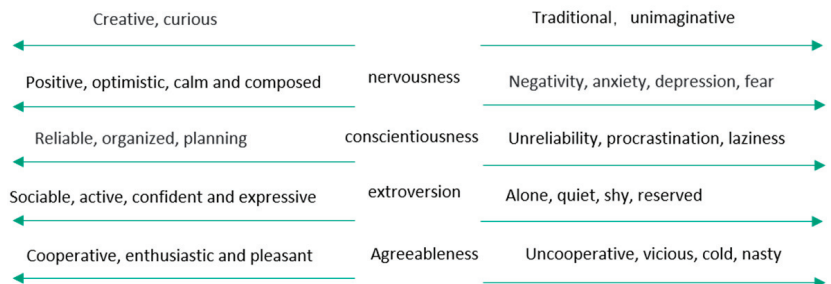 Creative, curious Traditional, unimaginative
Positive, optimistic, calm and composed nervousness Negativity, anxiety, depression, fear
Reliable, organized, planning conscientiousness Unreliability, procrastination, laziness
Sociable, active, confident and expressive extroversion Alone, quiet, shy, reserved
Cooperative, enthusiastic and pleasant Agreeableness Uncooperative, vicious, cold, nasty